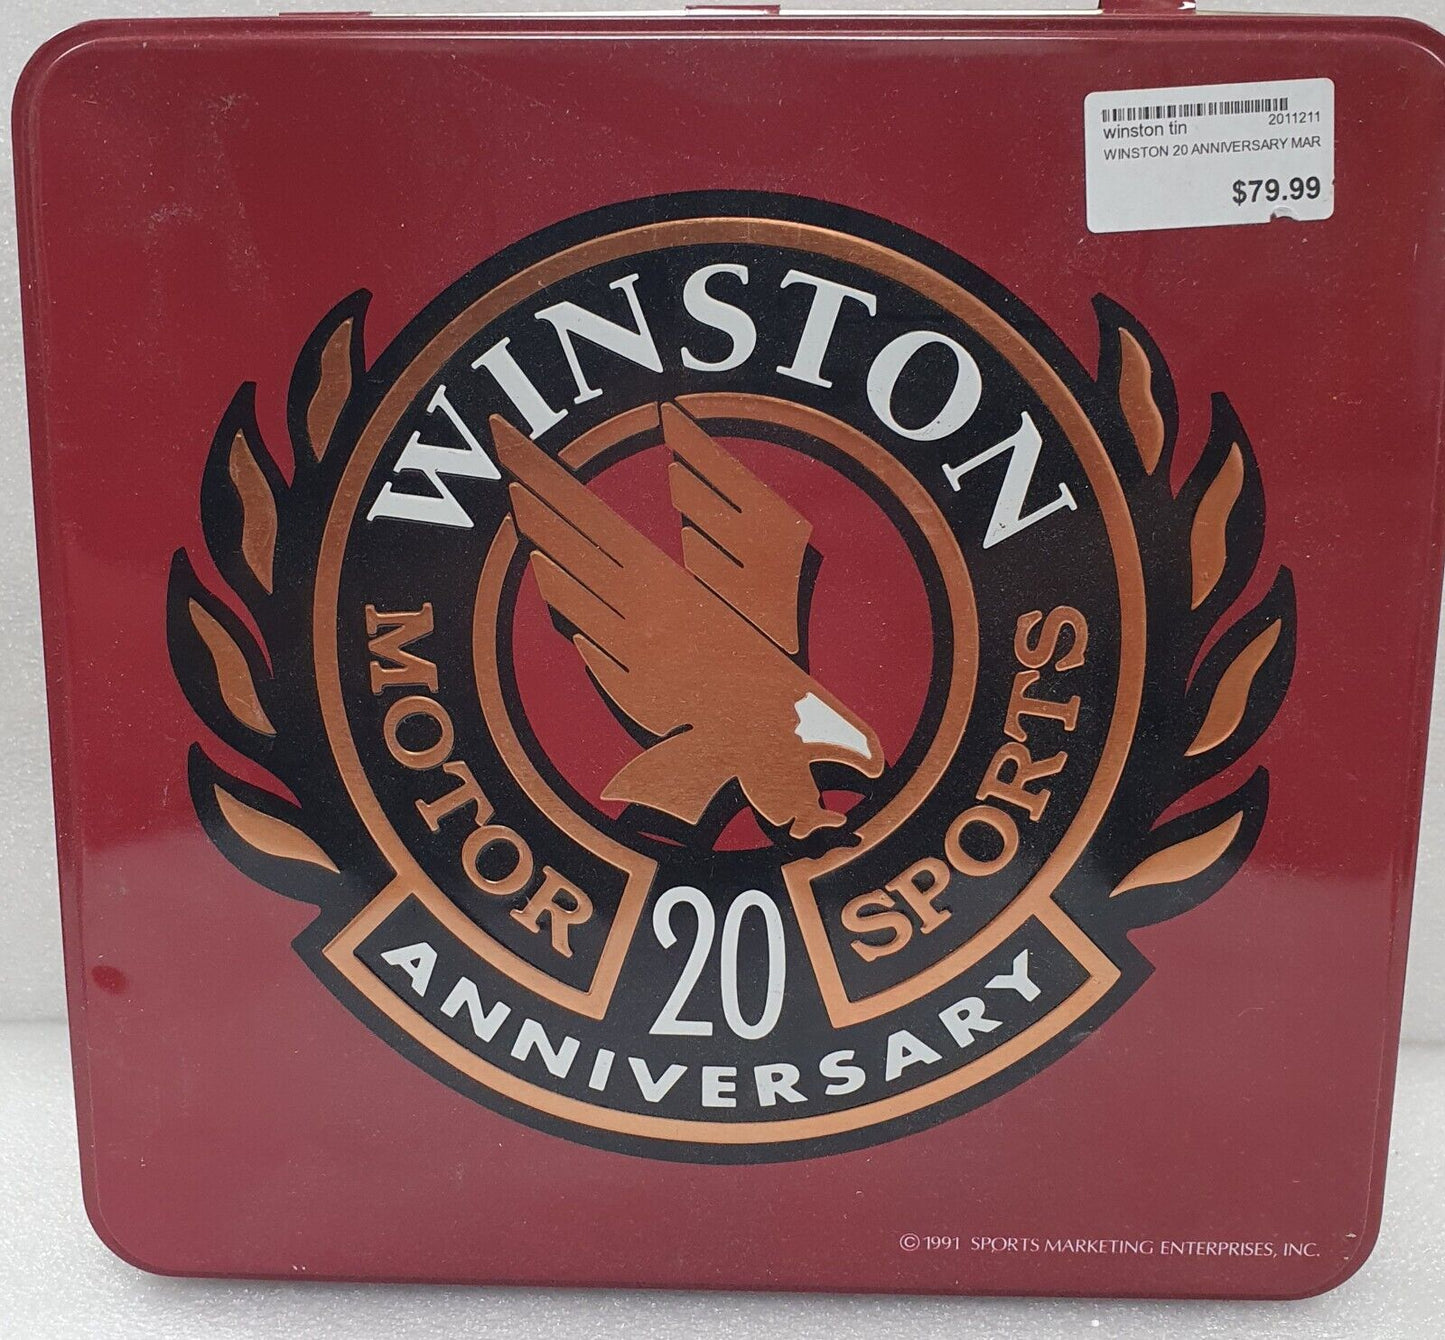 2011211
winston tin
WINSTON 20 ANNIVERSARY MAR
$79.99
WINSTON
MOTOR SPORTS
20
ANNIVERSARY
© 1991 SPORTS MARKETING ENTERPRISES, INC.